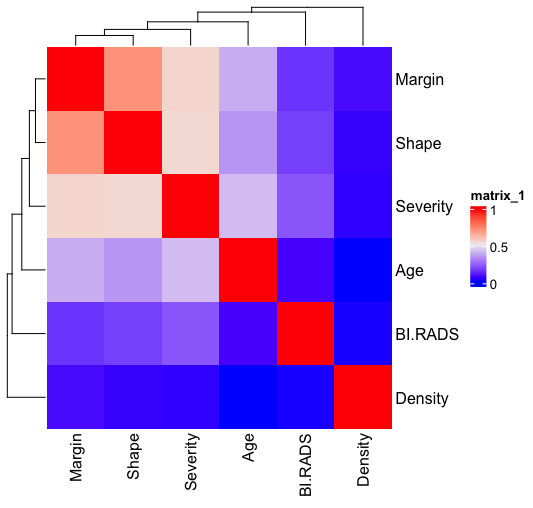 Margin
Shape
Severity
Age
BI.RADS
Density
matrix_1
1
0.5
0
Margin
Shape
Severity
Age
BI.RADS
Density